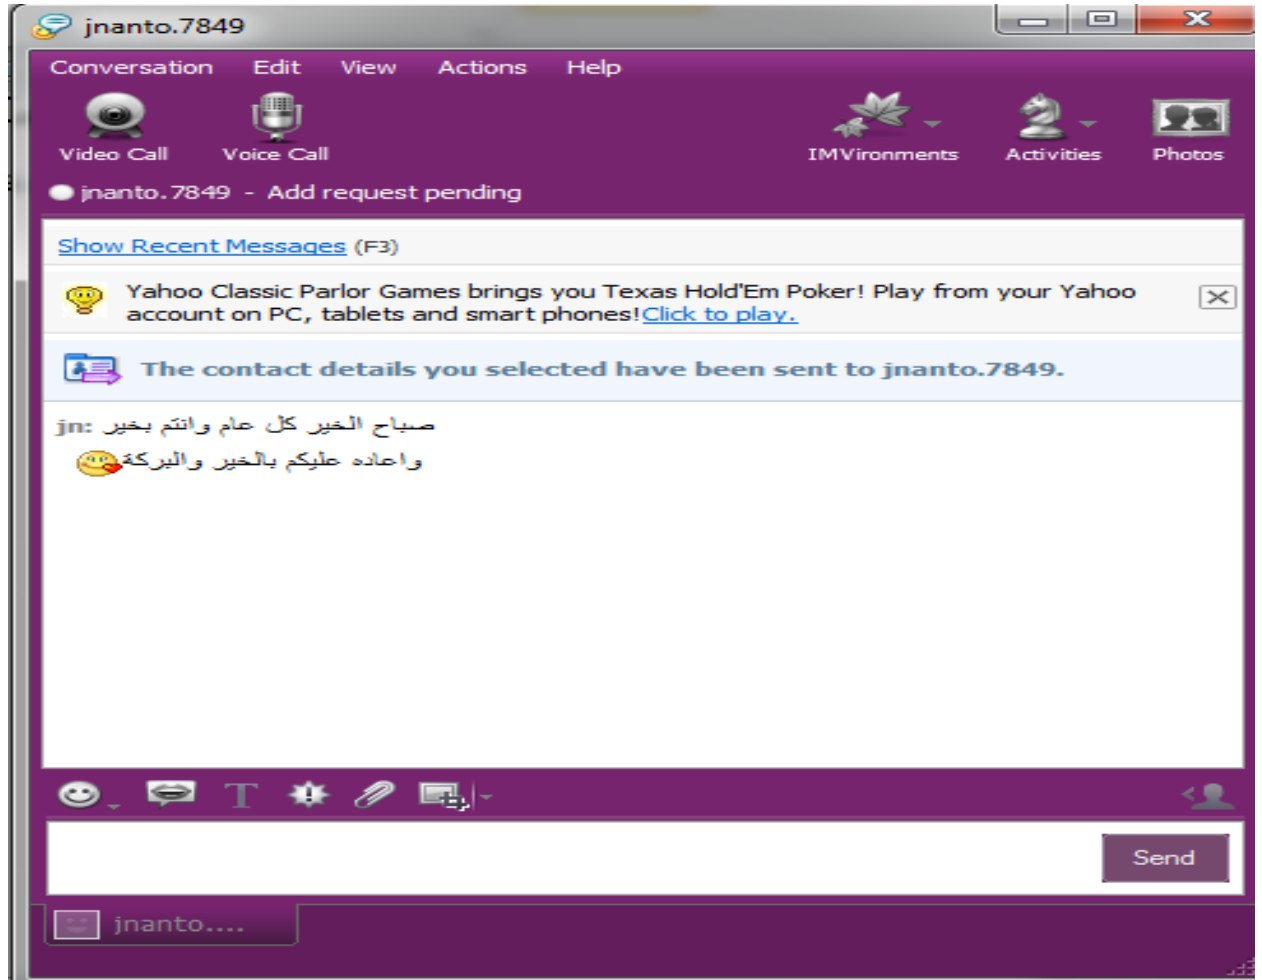 jnanto.7849
Conversation Edit View Actions Help
Video Call Voice Call IMVironments Activities Photos
jnanto.7849 - Add request pending
Show Recent Messages (F3)
Yahoo Classic Parlor Games brings you Texas Hold'Em Poker! Play from your Yahoo
account on PC, tablets and smart phones!Click to play.
The contact details you selected have been sent to jnanto.7849.
jn: صباح الخير كل عام وانتم بخير
واعاده عليكم بالخير والبركة
Send
jnanto....